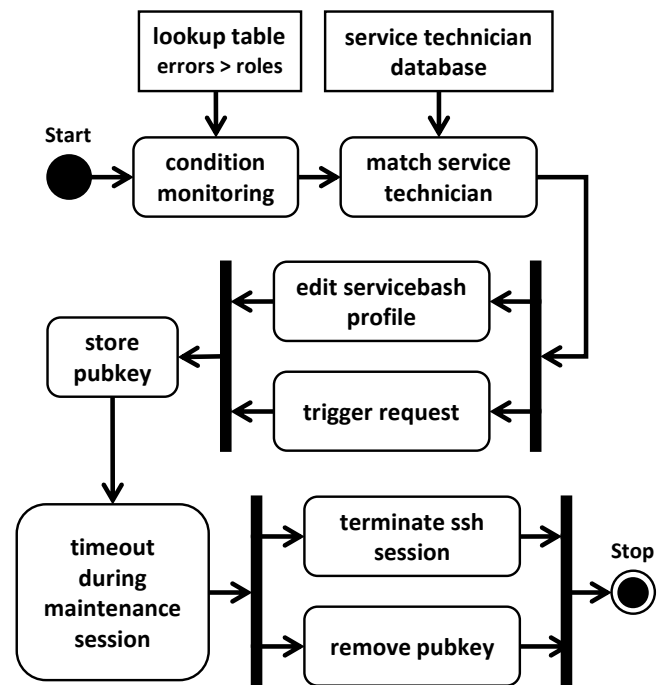 lookup table
errors > roles
service technician
database
Start
condition
monitoring
match service
technician
edit servicebash
profile
store
pubkey
trigger request
timeout
during
maintenance
session
terminate ssh
session
Stop
remove pubkey